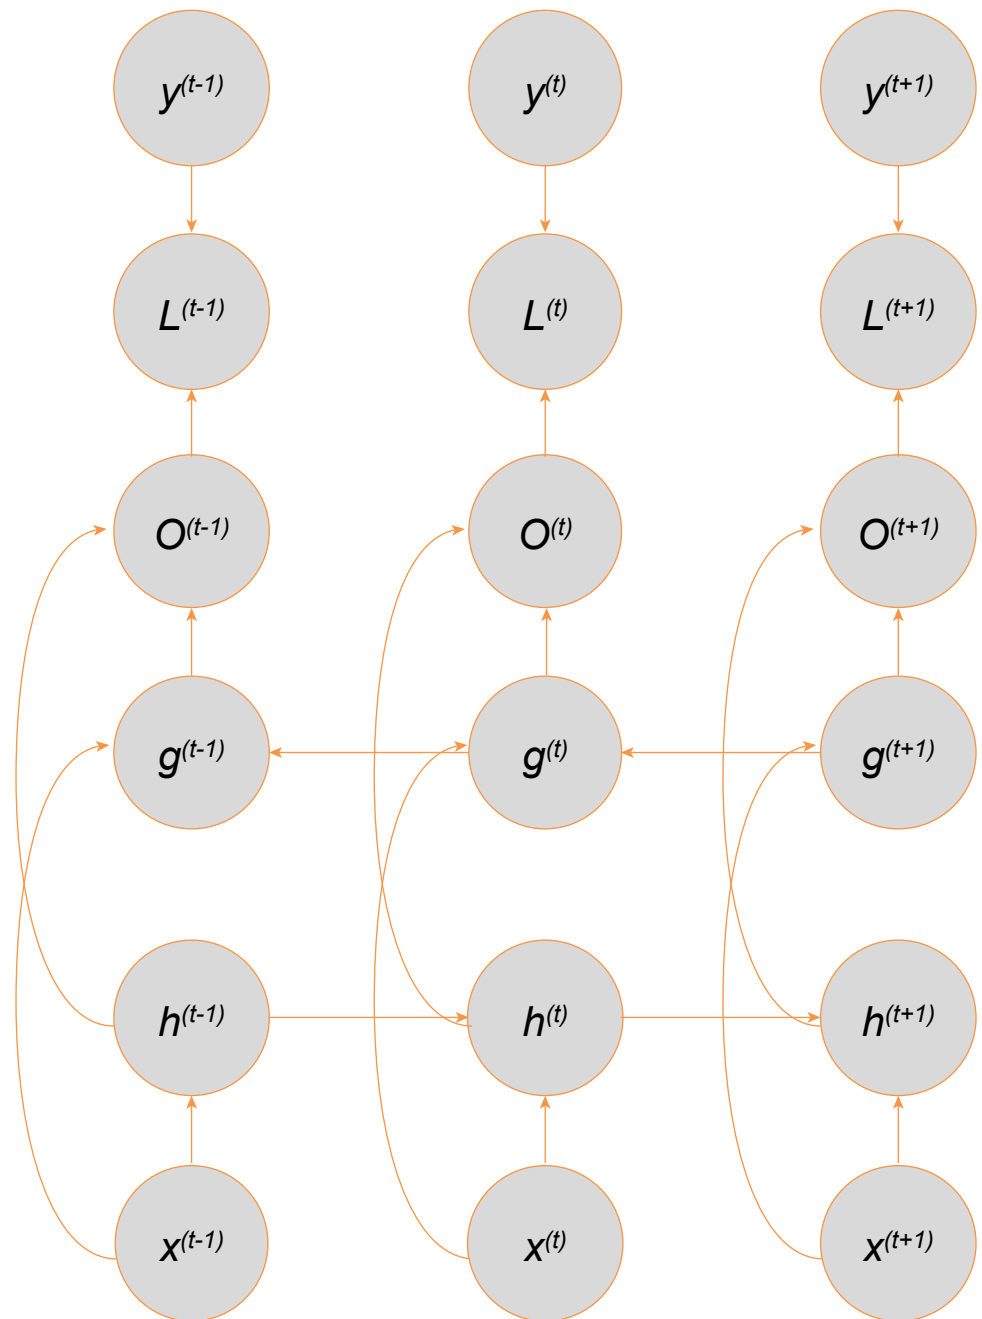 y(t-1) y(t) y(t+1)
L(t-1) L(t) L(t+1)
O(t-1) O(t) O(t+1)
g(t-1) g(t) g(t+1)
h(t-1) h(t) h(t+1)
x(t-1) x(t) x(t+1)